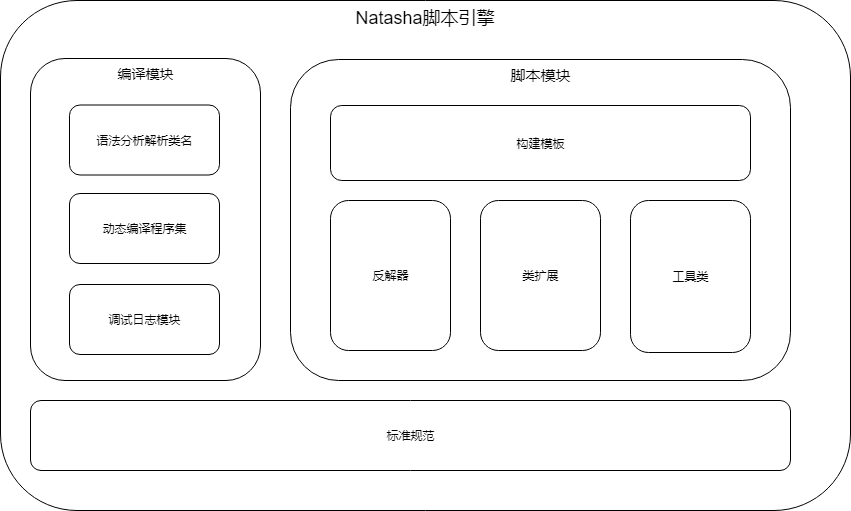 Natasha脚本引擎
编译模块
脚本模块
语法分析解析类名
构建模板
动态编译程序集
反解器
类扩展
工具类
调试日志模块
标准规范